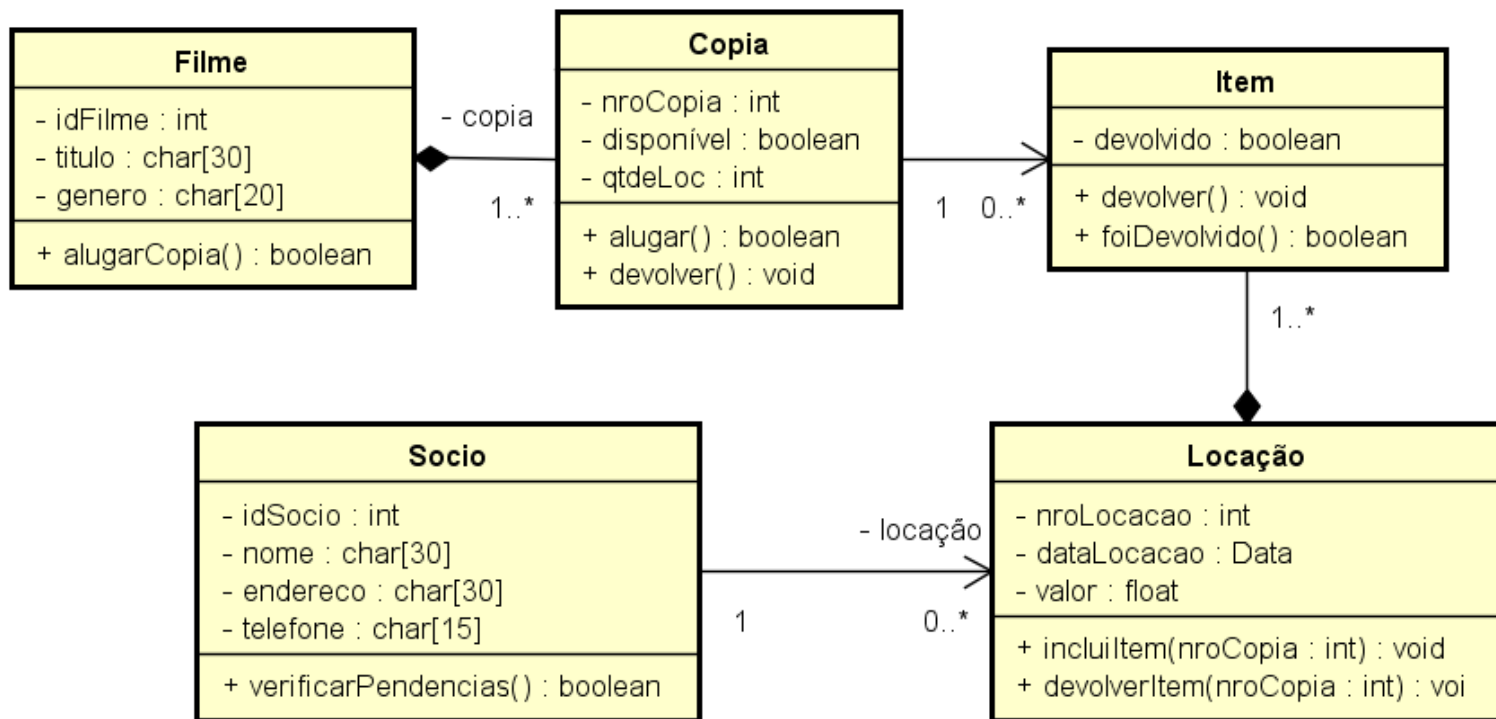 Filme
- idFilme : int
- titulo : char[30]
- genero : char[20]
+ alugarCopia() : boolean
- copia
1..*
Copia
- nroCopia : int
- disponível : boolean
- qtdeLoc : int
+ alugar() : boolean
+ devolver() : void
1
0..*
Item
- devolvido : boolean
+ devolver() : void
+ foiDevolvido() : boolean
1..*
Socio
- idSocio : int
- nome : char[30]
- endereco : char[30]
- telefone : char[15]
+ verificarPendencias() : boolean
1
- locação
0..*
Locação
- nroLocacao : int
- dataLocacao : Data
- valor : float
+ incluiItem(nroCopia : int) : void
+ devolverItem(nroCopia : int) : voi